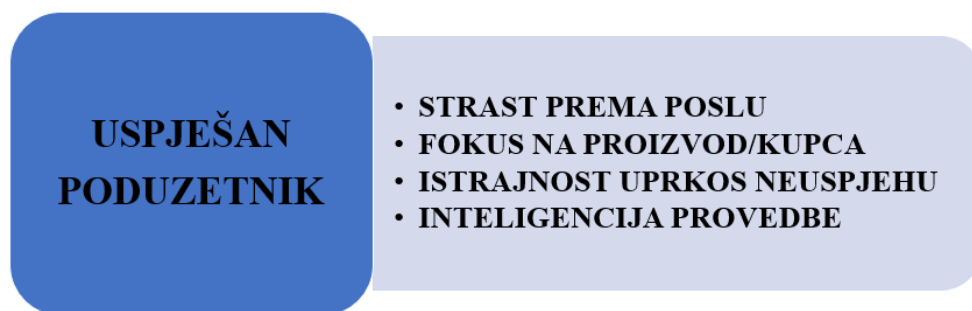 USPJEŠAN
PODUZETNIK
• STRAST PREMA POSLU
• FOKUS NA PROIZVOD/KUPCA
• ISTRAJNOST UPRKOS NEUSPJEHU
• INTELIGENCIJA PROVEDBE